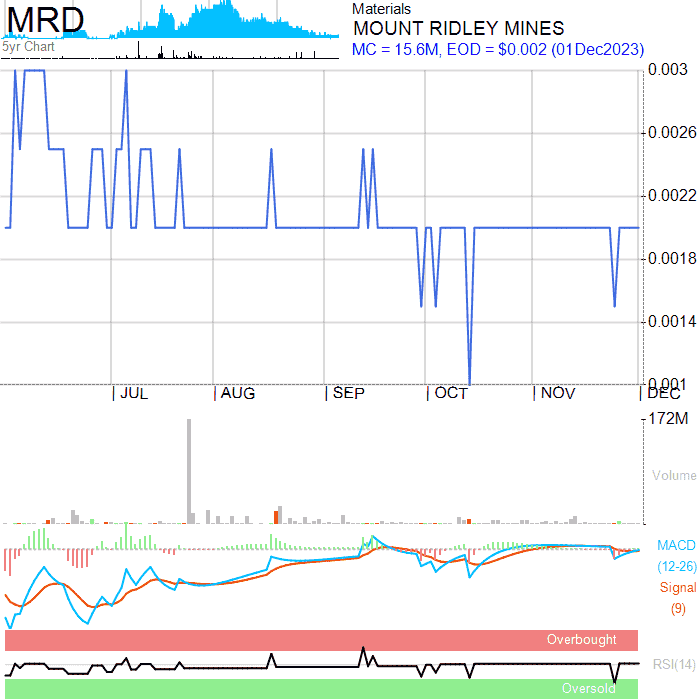 MRD
5yr Chart
Materials
MOUNT RIDLEY MINES
MC = 15.6M, EOD = $0.002 (01Dec2023)
0.003
0.0026
0.0022
0.0018
0.0014
0.001
JUL AUG SEP OCT NOV DEC
172M
Volume
MACD
(12-26)
Signal
(9)
Overbought
RSI(14)
Oversold